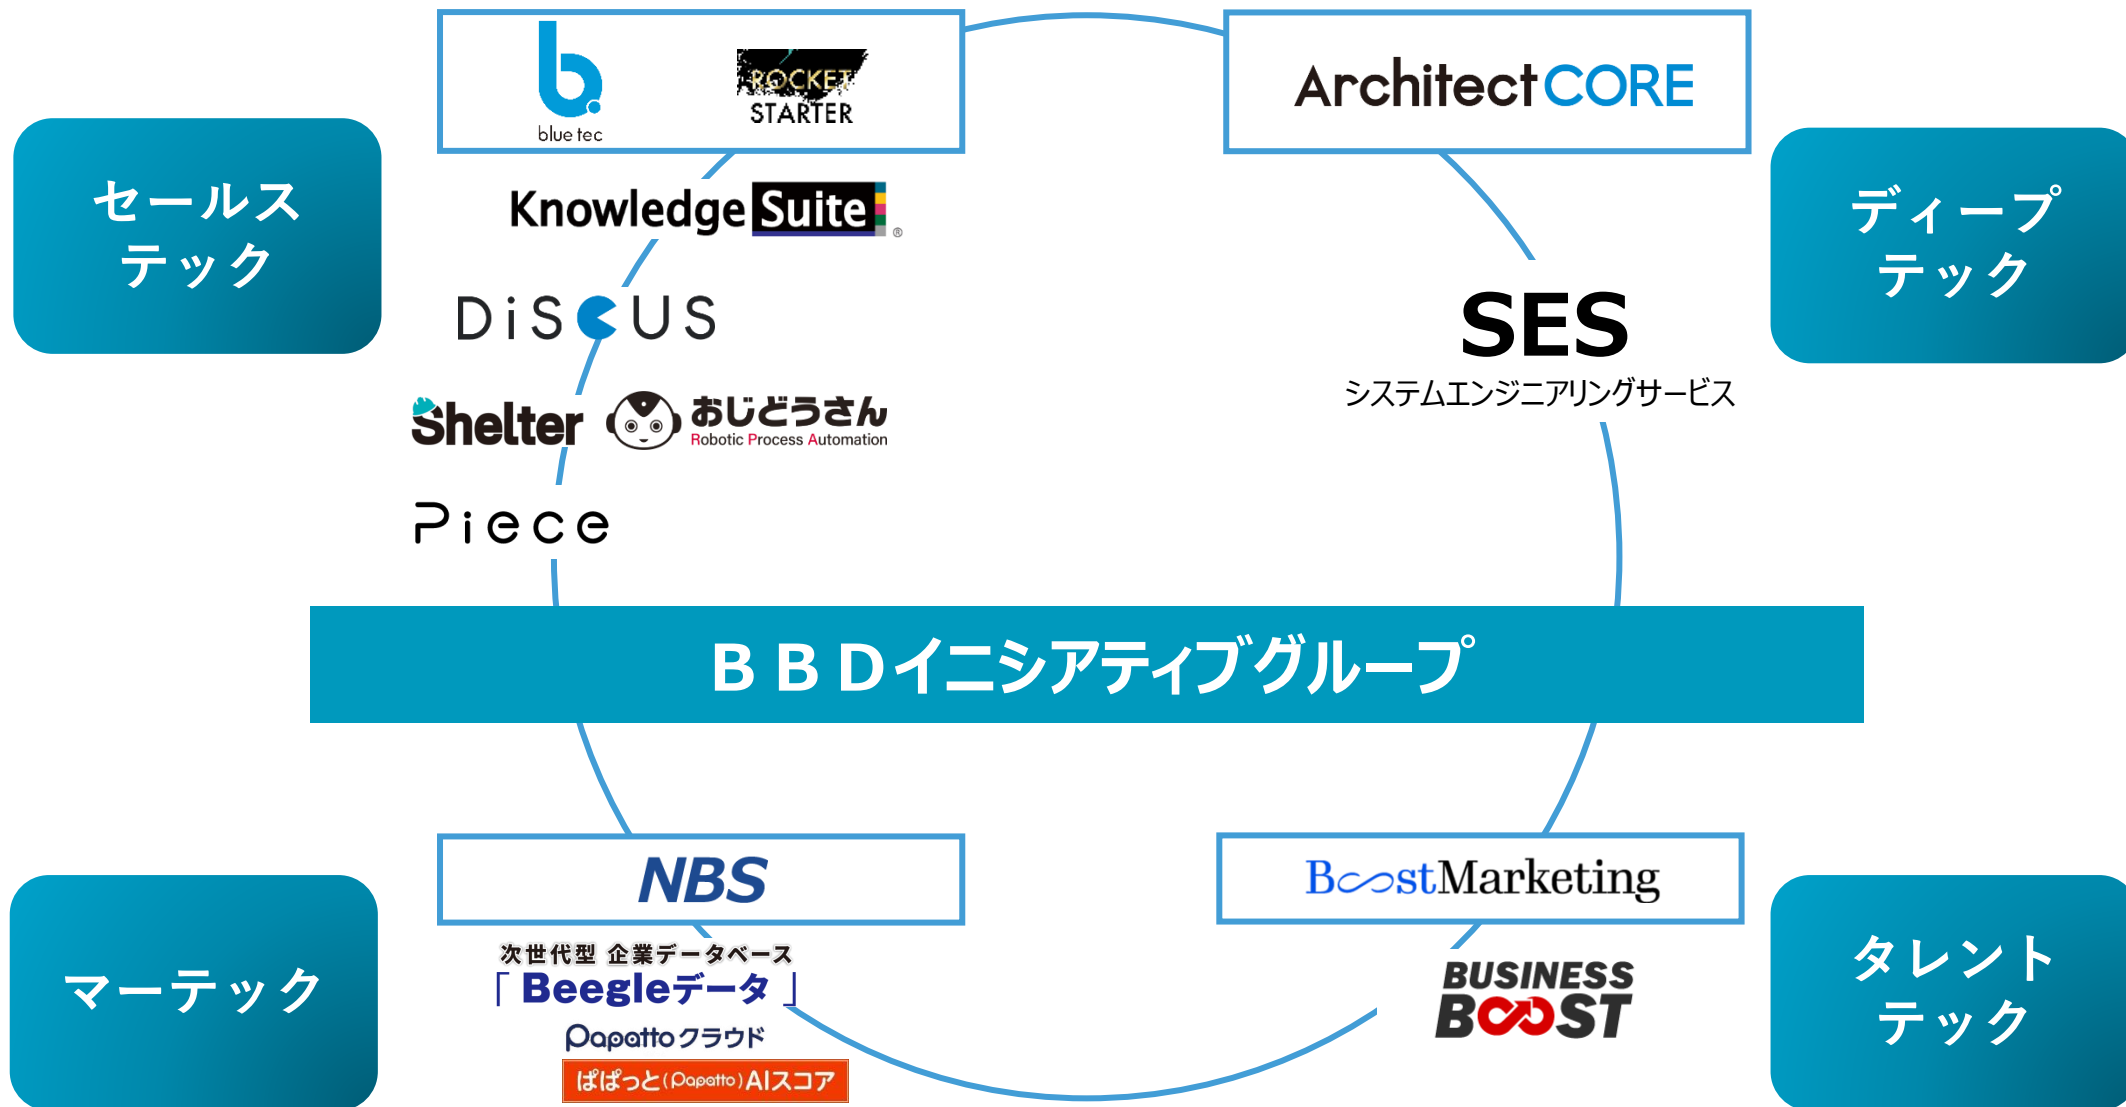 セールス
テック
blue tec
ROCKET
STARTER
Knowledge Suite ®
DiSCUS
Shelter
おじどうさん
Robotic Process Automation
Piece
ArchitectCORE
ディープ
テック
SES
システムエンジニアリングサービス
ＢＢＤイニシアティブグループ
マーテック
NBS
次世代型 企業データベース
「Beegleデータ」
Papattoクラウド
ぱぱっと(Papatto)AIスコア
BoostMarketing
BUSINESS
BOOST
タレント
テック